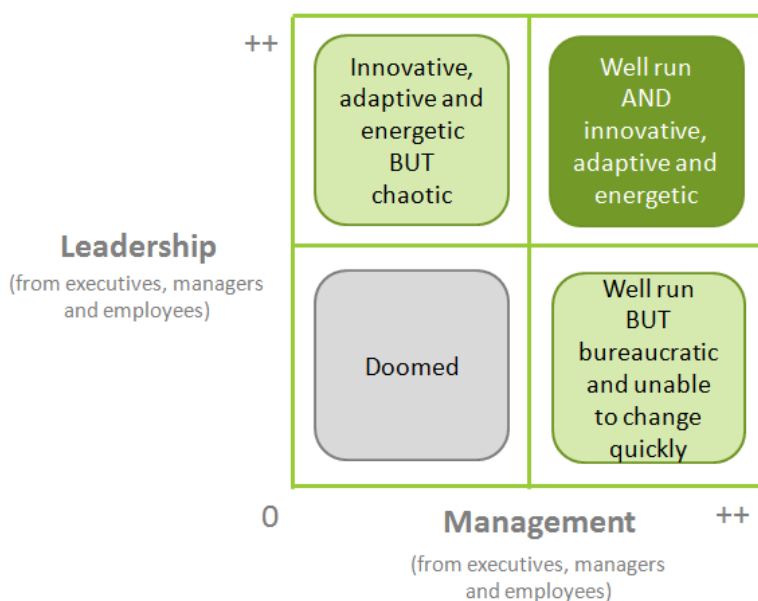 ++
Innovative,
adaptive and
energetic
BUT
chaotic
Well run
AND
innovative,
adaptive and
energetic
Leadership
(from executives, managers
and employees)
Doomed
Well run
BUT
bureaucratic
and unable
to change
quickly
0
Management
++
(from executives, managers
and employees)